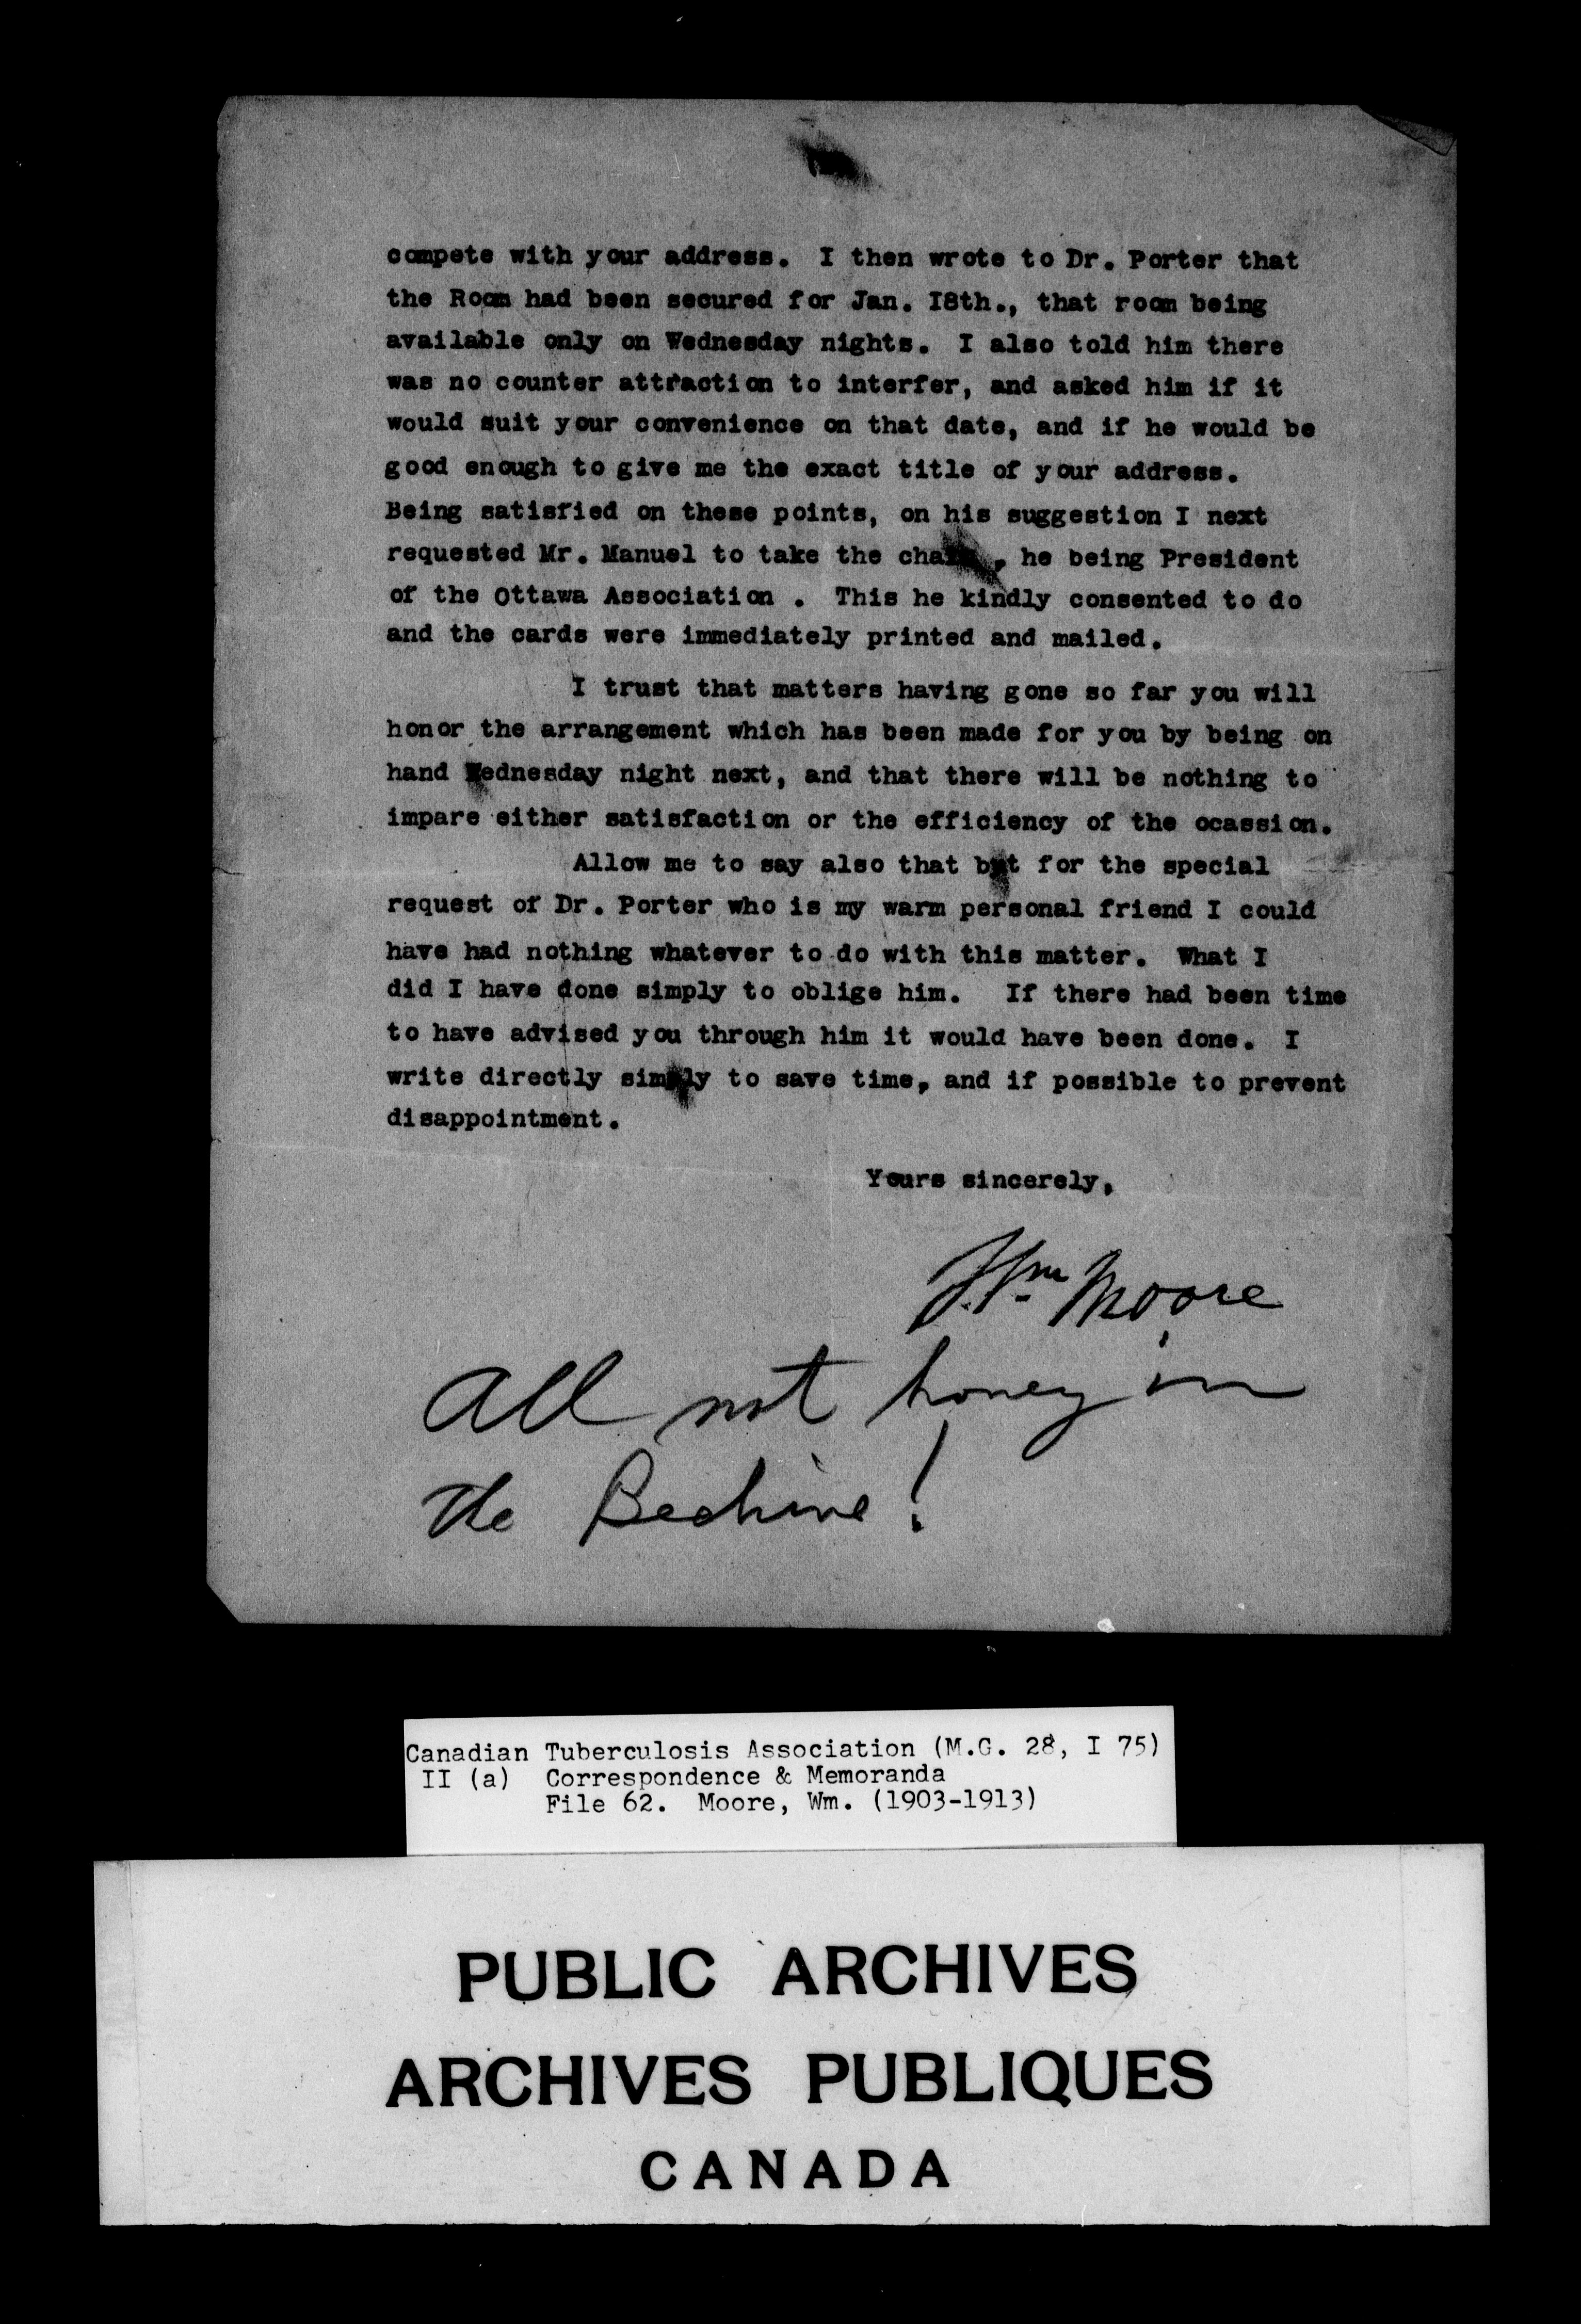 compete with your address. I then wrote to Dr. Porter that
the Room had been secured for Jan. I8th., that room being
available only on Wednesday nights. I also told him there
was no counter attraction to interfer, and asked him if it
would suit your convenience on that date, and if he would be
good enough to give me the exact title of your address.
Being satisfied on these points, on his suggestion I next
requested Mr. Manuel to take the chair, he being President
of the Ottawa Association . This he kindly consented to do
and the cards were immediately printed and mailed.
I trust that matters having gone so far you will
honor the arrangement which has been made for you by being on
hand Wednesday night next, and that there will be nothing to
impare either satisfaction or the efficiency of the ocassion.
Allow me to say also that but for the special
request of Dr. Porter who is my warm personal friend I could
have had nothing whatever to do with this matter. What I
did I have done simply to oblige him. If there had been time
to have advised you through him it would have been done. I
write directly simply to save time, and if possible to prevent
disappointment.
Yours sincerely,
Wm Moore
All not honey in
the Beehive!
Canadian Tuberculosis Association (M.G. 28, I 75)
II (a) Correspondence & Memoranda
File 62. Moore, Wm. (1903-1913)
PUBLIC ARCHIVES
ARCHIVES PUBLIQUES
CANADA